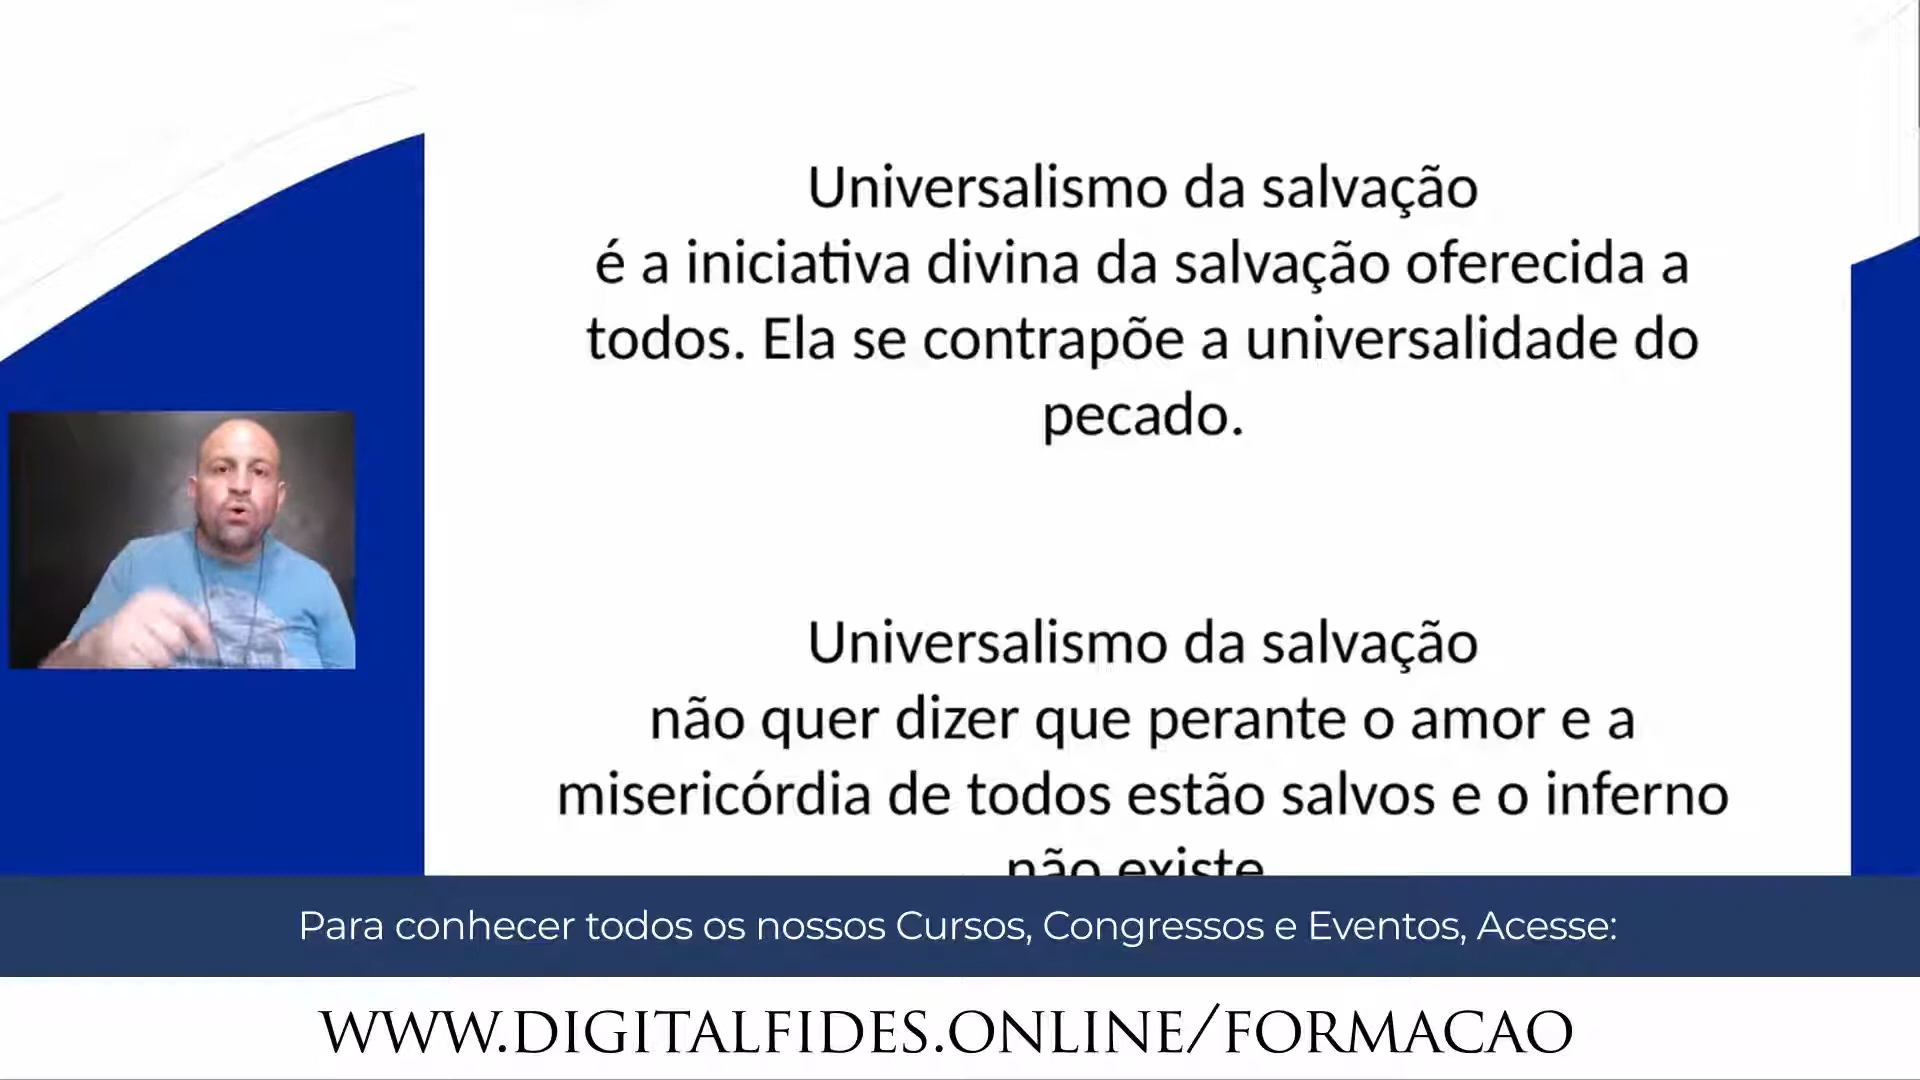 Universalismo da salvação
é a iniciativa divina da salvação oferecida a
todos. Ela se contrapõe a universalidade do
pecado.
Universalismo da salvação
não quer dizer que perante o amor e a
misericórdia de todos estão salvos e o inferno
não existe
Para conhecer todos os nossos Cursos, Congressos e Eventos, Acesse:
WWW.DIGITALFIDES.ONLINE/FORMACAO